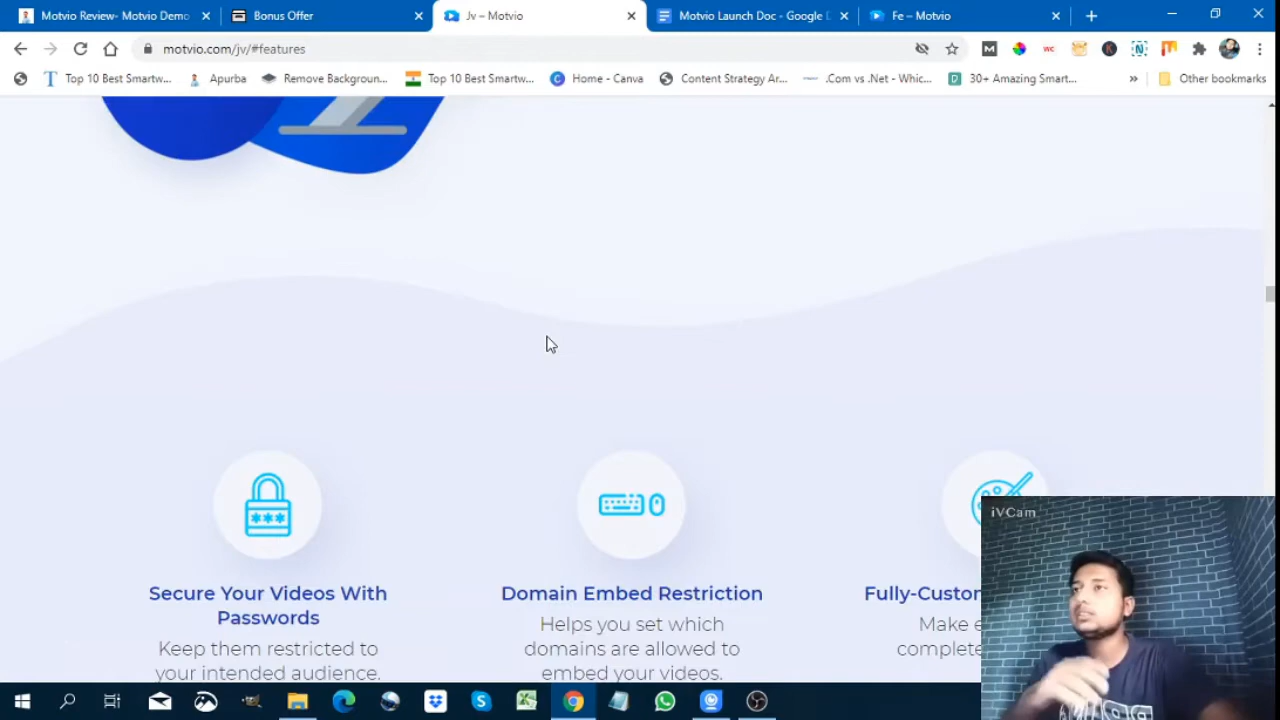 Motvio Review- Motvio Demo
Bonus Offer
Jv – Motvio
Motvio Launch Doc - Google D
Fe – Motvio
motvio.com/jv/#features
Top 10 Best Smartw...
Apurba
Remove Backgroun...
Top 10 Best Smartw...
Home - Canva
Content Strategy Ar...
.Com vs .Net - Whic...
30+ Amazing Smart...
»
Other bookmarks
iVCam
Secure Your Videos With
Passwords
Keep them restricted to
your intended audience.
Domain Embed Restriction
Helps you set which
domains are allowed to
embed your videos.
Fully-Custom
Make e
complete